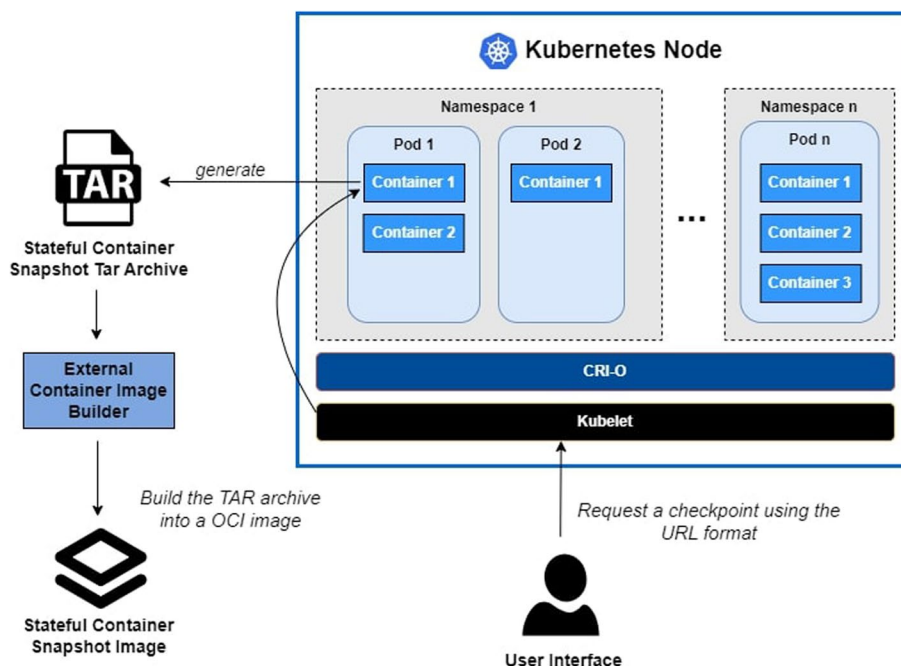 Kubernetes Node
Namespace 1
Namespace n
Pod 1
Pod 2
Pod n
Container 1
Container 1
Container 1
Container 2
Container 2
Container 3
...
CRI-O
Kubelet
generate
TAR
Stateful Container
Snapshot Tar Archive
External
Container Image
Builder
Build the TAR archive
into a OCI image
Stateful Container
Snapshot Image
Request a checkpoint using the
URL format
User Interface